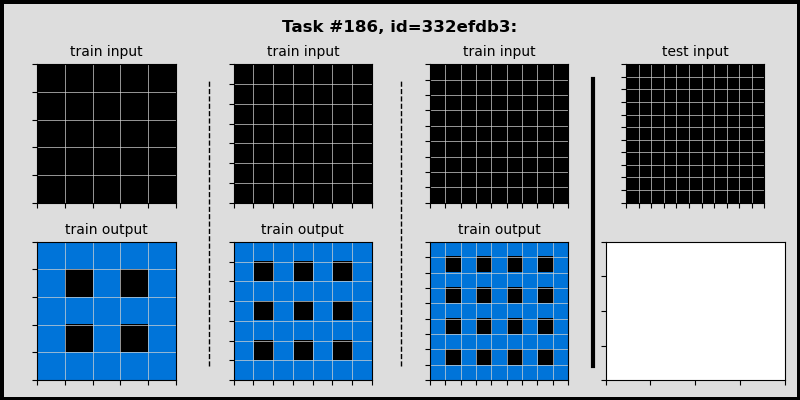 Task #186, id=332efdb3:
train input
train input
train input
test input
train output
train output
train output